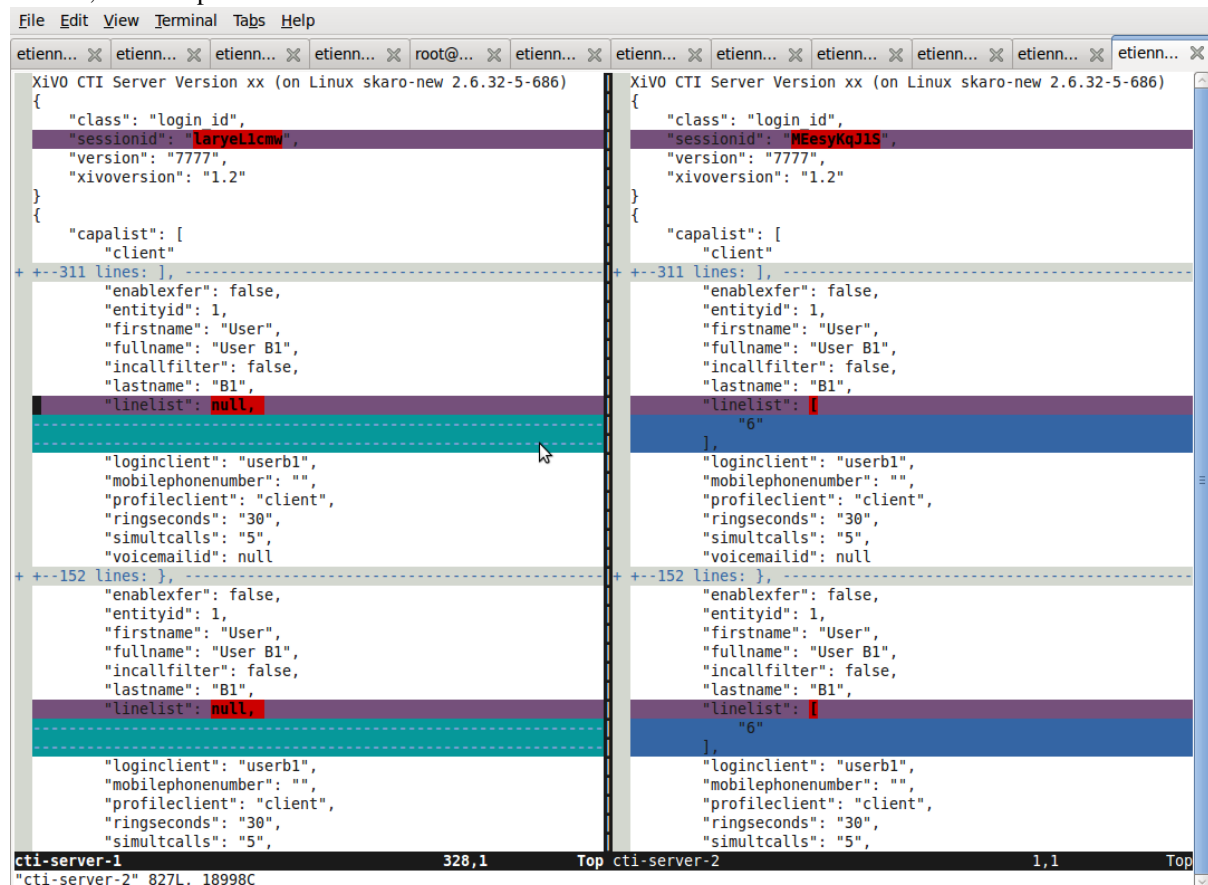 File Edit View Terminal Tabs Help
etienn... etienn... etienn... etienn... root@... etienn... etienn... etienn... etienn... etienn... etienn... etienn...
XiVO CTI Server Version xx (on Linux skaro-new 2.6.32-5-686)
{
"class": "login_id",
"sessionid": "laryeL1cmw",
"version": "7777",
"xivoversion": "1.2"
}
{
"capalist": [
"client"
+ +--311 lines: ], ----------------------------------------------
"enablexfer": false,
"entityid": 1,
"firstname": "User",
"fullname": "User B1",
"incallfilter": false,
"lastname": "B1",
"linelist": null,
"loginclient": "userb1",
"mobilephonenumber": "",
"profileclient": "client",
"ringseconds": "30",
"simultcalls": "5",
"voicemailid": null
+ +--152 lines: }, ----------------------------------------------
"enablexfer": false,
"entityid": 1,
"firstname": "User",
"fullname": "User B1",
"incallfilter": false,
"lastname": "B1",
"linelist": null,
"loginclient": "userb1",
"mobilephonenumber": "",
"profileclient": "client",
"ringseconds": "30",
"simultcalls": "5",
cti-server-1 328,1 Top
XiVO CTI Server Version xx (on Linux skaro-new 2.6.32-5-686)
{
"class": "login_id",
"sessionid": "MEesyKqJ1S",
"version": "7777",
"xivoversion": "1.2"
}
{
"capalist": [
"client"
+ +--311 lines: ], ----------------------------------------------
"enablexfer": false,
"entityid": 1,
"firstname": "User",
"fullname": "User B1",
"incallfilter": false,
"lastname": "B1",
"linelist": [
"6"
],
"loginclient": "userb1",
"mobilephonenumber": "",
"profileclient": "client",
"ringseconds": "30",
"simultcalls": "5",
"voicemailid": null
+ +--152 lines: }, ----------------------------------------------
"enablexfer": false,
"entityid": 1,
"firstname": "User",
"fullname": "User B1",
"incallfilter": false,
"lastname": "B1",
"linelist": [
"6"
],
"loginclient": "userb1",
"mobilephonenumber": "",
"profileclient": "client",
"ringseconds": "30",
"simultcalls": "5",
cti-server-2 1,1 Top
"cti-server-2" 827L, 18998C